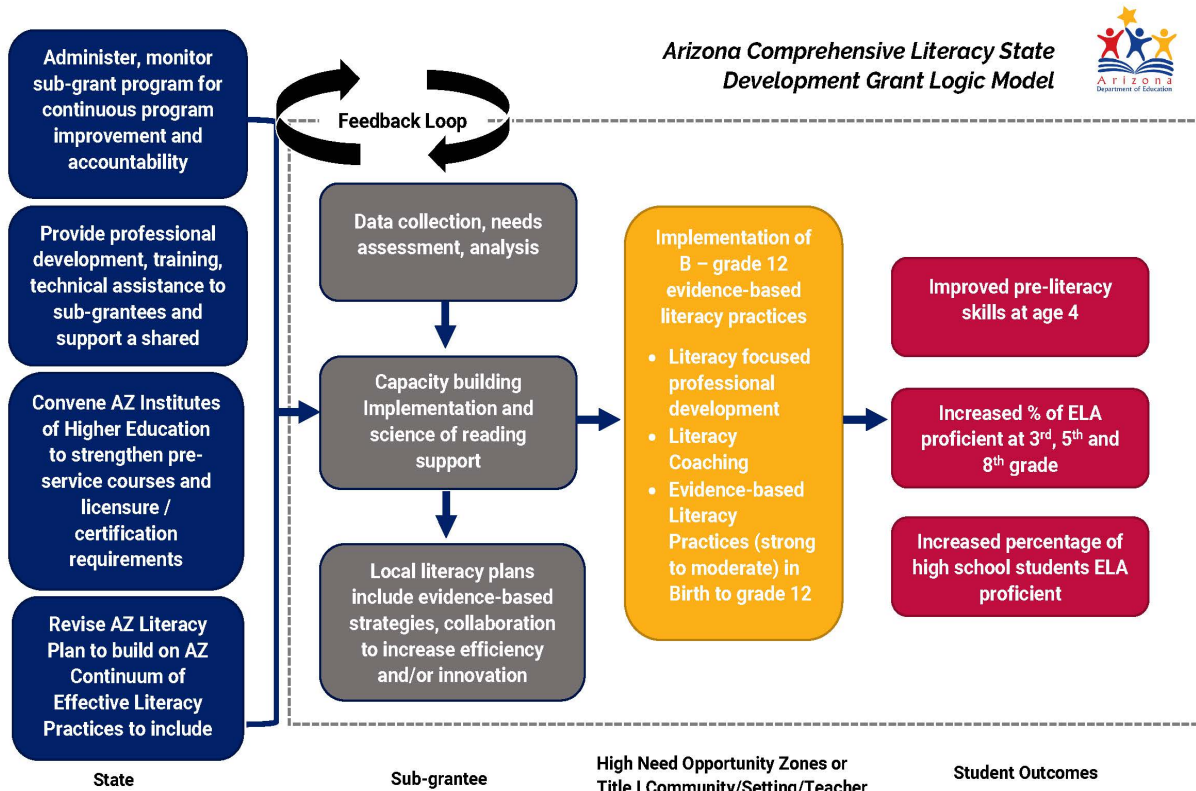 Arizona Comprehensive Literacy State
Development Grant Logic Model
Arizona
Department of Education
Administer, monitor
sub-grant program for
continuous program
improvement and
accountability
Provide professional
development, training,
technical assistance to
sub-grantees and
support a shared
Convene AZ Institutes
of Higher Education
to strengthen pre-
service courses and
licensure /
certification
requirements
Revise AZ Literacy
Plan to build on AZ
Continuum of
Effective Literacy
Practices to include
State
Feedback Loop
Data collection, needs
assessment, analysis
Capacity building
Implementation and
science of reading
support
Local literacy plans
include evidence-based
strategies, collaboration
to increase efficiency
and/or innovation
Sub-grantee
Implementation of
B – grade 12
evidence-based
literacy practices
• Literacy focused
professional
development
• Literacy
Coaching
• Evidence-based
Literacy
Practices (strong
to moderate) in
Birth to grade 12
High Need Opportunity Zones or
Title I Community/Setting/Teacher
Improved pre-literacy
skills at age 4
Increased % of ELA
proficient at 3rd, 5th and
8th grade
Increased percentage of
high school students ELA
proficient
Student Outcomes